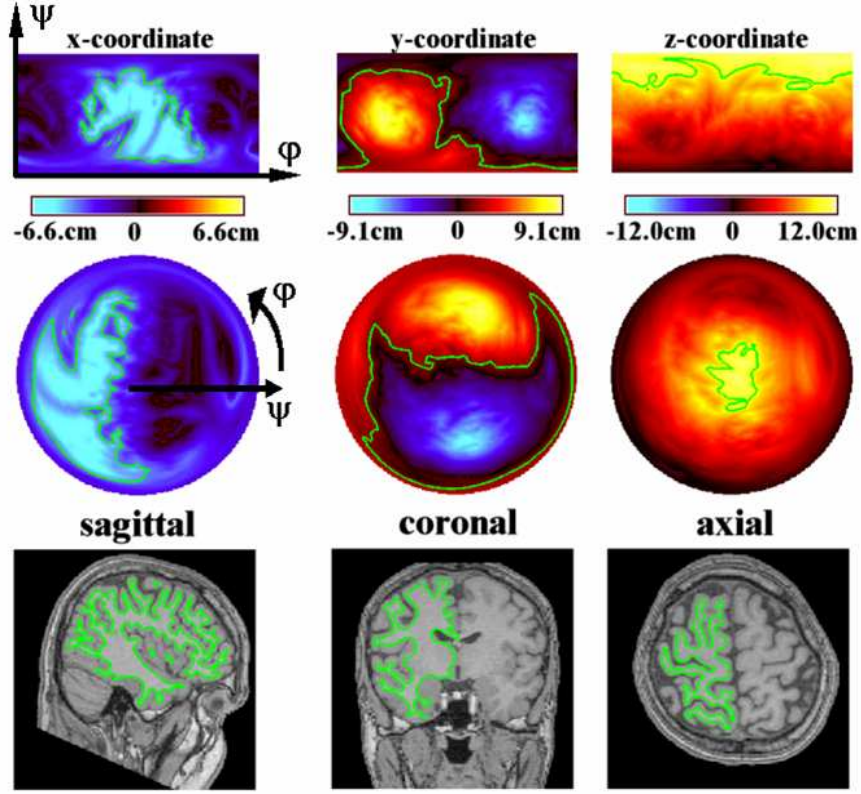 ψ
x-coordinate y-coordinate z-coordinate
φ
-6.6.cm 0 6.6cm -9.1cm 0 9.1cm -12.0cm 0 12.0cm
φ
ψ
sagittal coronal axial